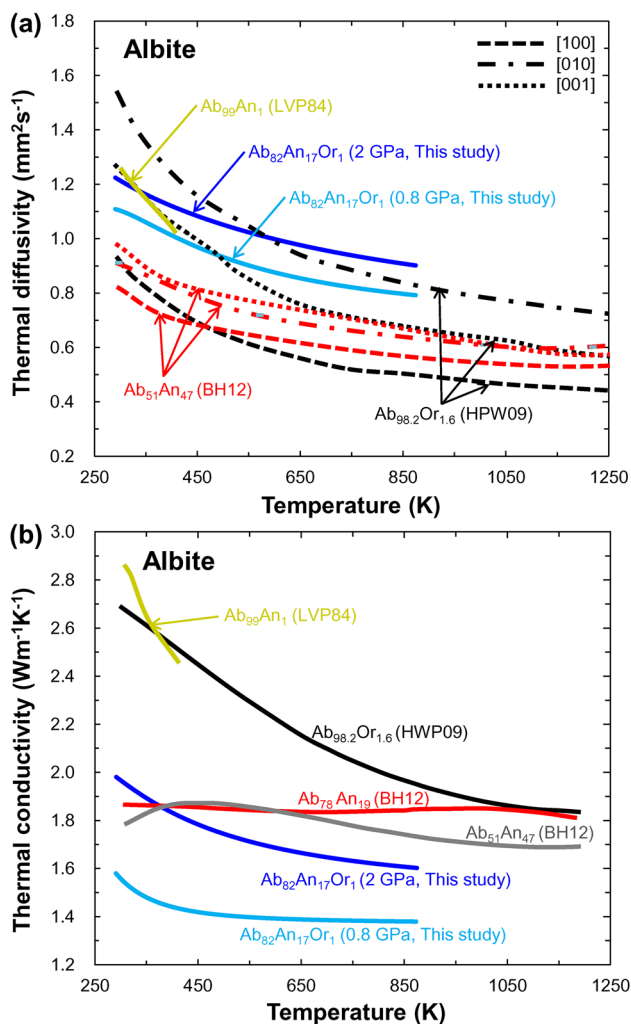 (a)
Albite
[100]
[010]
[001]
Ab99An1 (LVP84)
Ab82An17Or1 (2 GPa, This study)
Ab82An17Or1 (0.8 GPa, This study)
Ab51An47 (BH12)
Ab98.2Or1.6 (HPW09)
Thermal diffusivity (mm²s⁻¹)
1.8
1.6
1.4
1.2
1.0
0.8
0.6
0.4
0.2
250 450 650 850 1050 1250
Temperature (K)
(b)
Albite
Ab99An1 (LVP84)
Ab98.2Or1.6 (HWP09)
Ab78An19 (BH12)
Ab51An47 (BH12)
Ab82An17Or1 (2 GPa, This study)
Ab82An17Or1 (0.8 GPa, This study)
Thermal conductivity (Wm⁻¹K⁻¹)
3.0
2.8
2.6
2.4
2.2
2.0
1.8
1.6
1.4
1.2
250 450 650 850 1050 1250
Temperature (K)